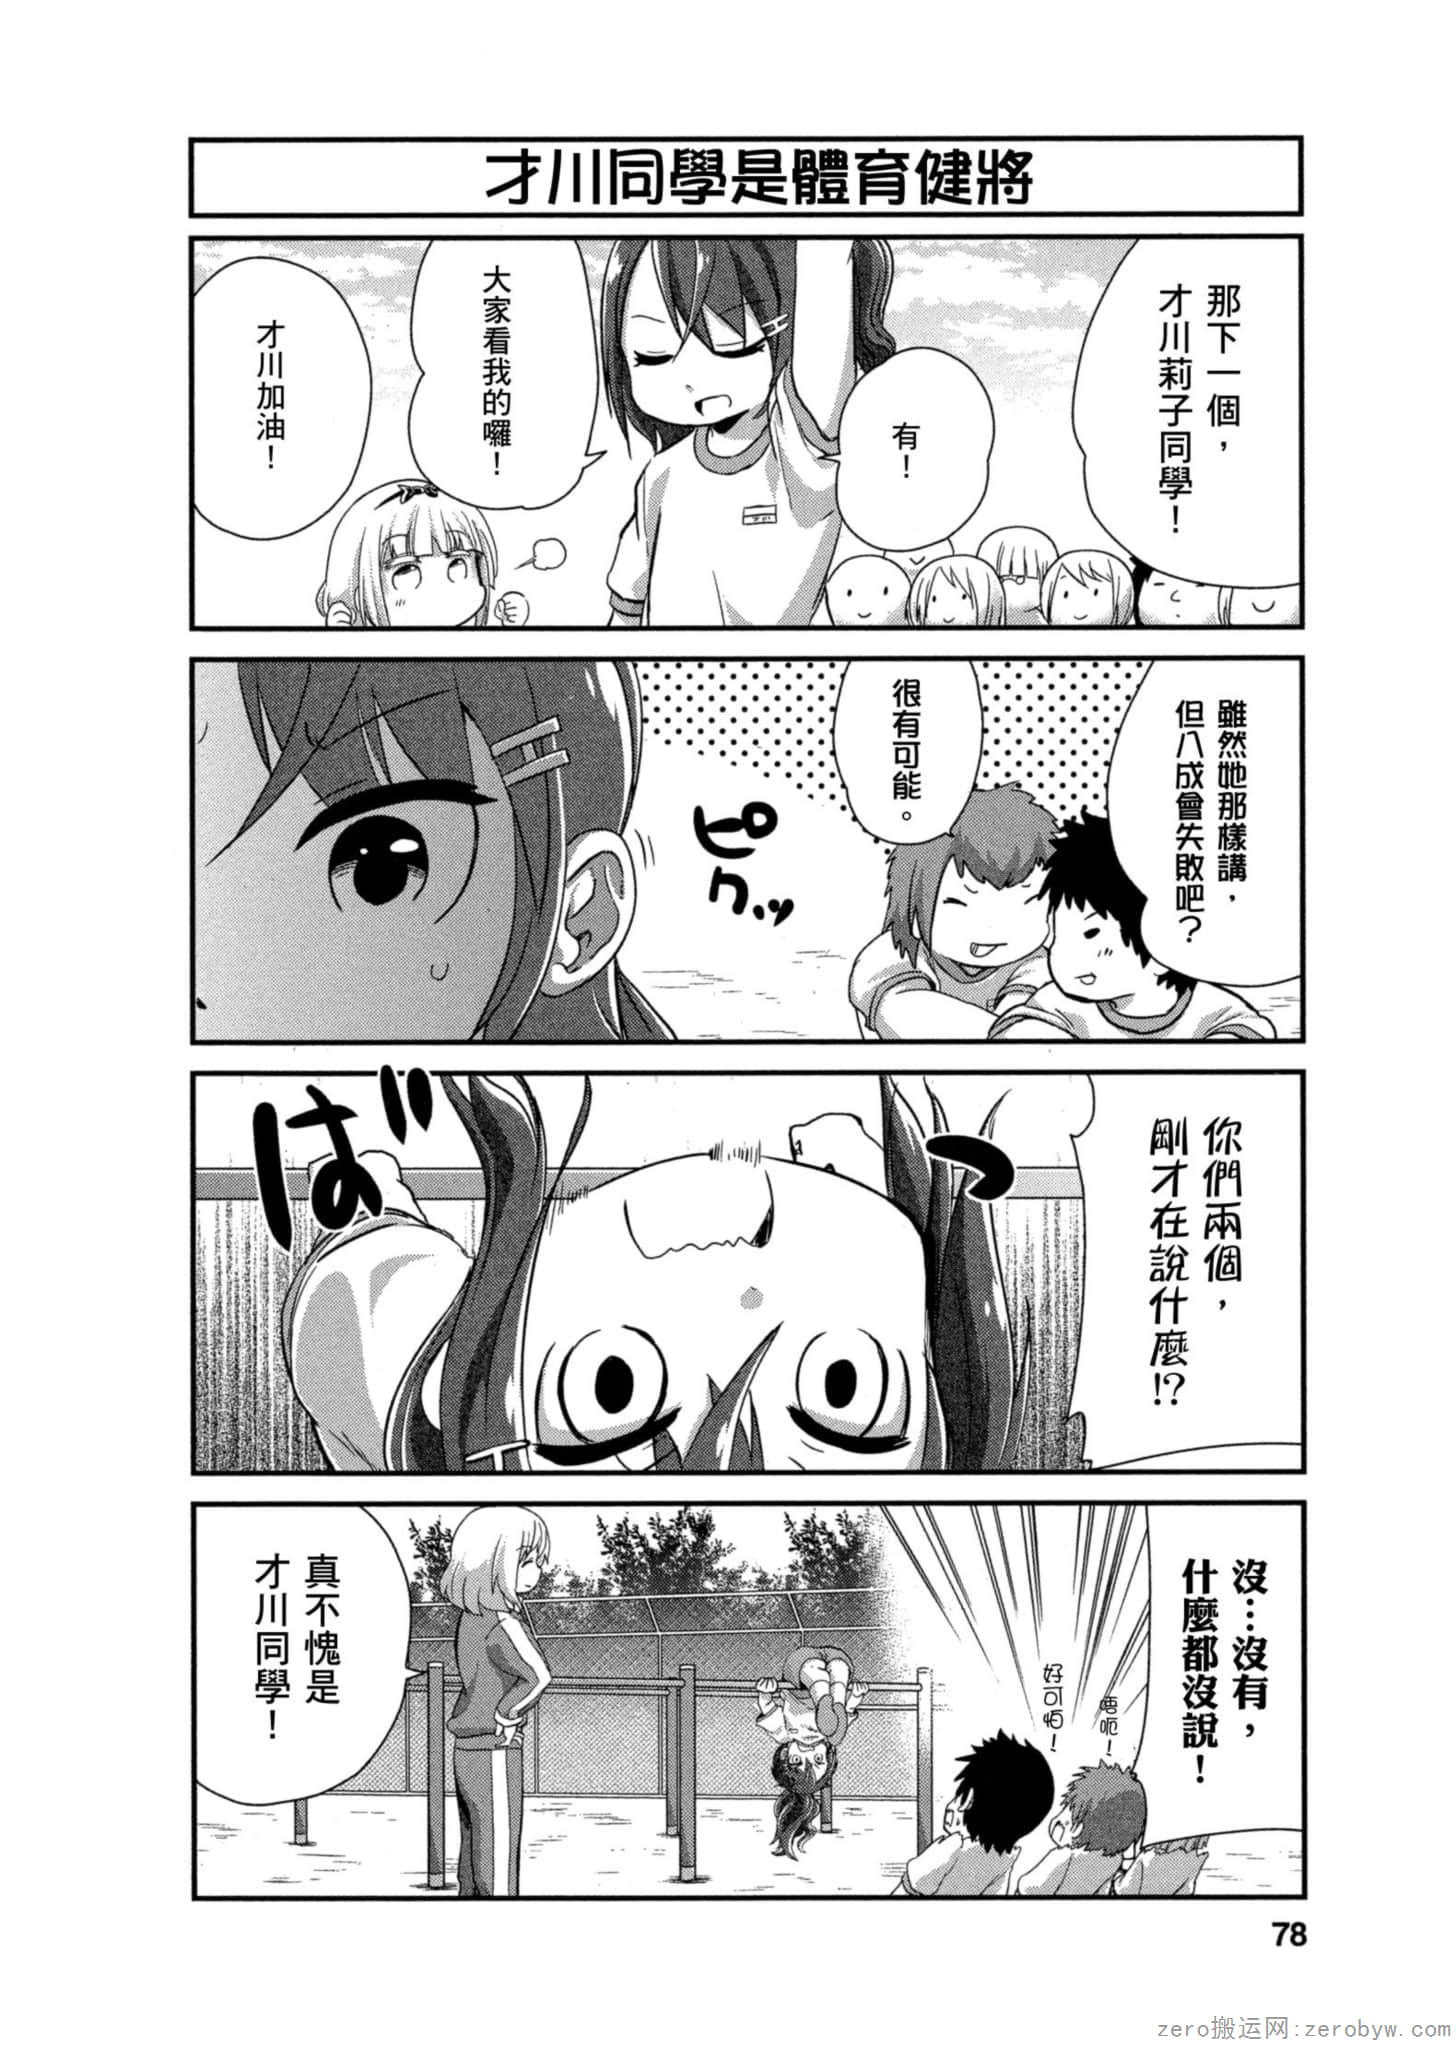 才川同學是體育健將
那下一個，
才川莉子同學！
有！
大家看我的囉！
才川加油！
才川
雖然她那樣講，
但八成會失敗吧？
很有可能。
ピクッ
你們兩個，
剛才在說什麼!?
ばっ
沒…沒有，
什麼都沒說！
唔呃！
好可怕！
真不愧是
才川同學！
78
zero搬运网:zerobyw.com